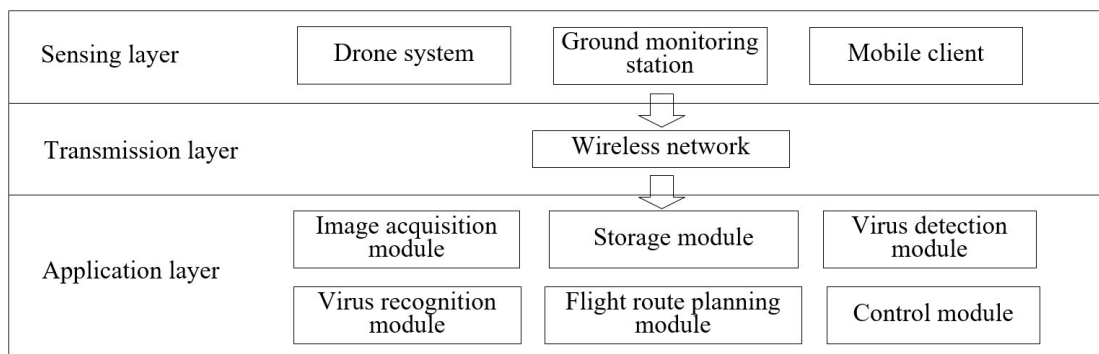 Sensing layer
Drone system
Ground monitoring
station
Mobile client
Transmission layer
Wireless network
Application layer
Image acquisition
module
Storage module
Virus detection
module
Virus recognition
module
Flight route planning
module
Control module